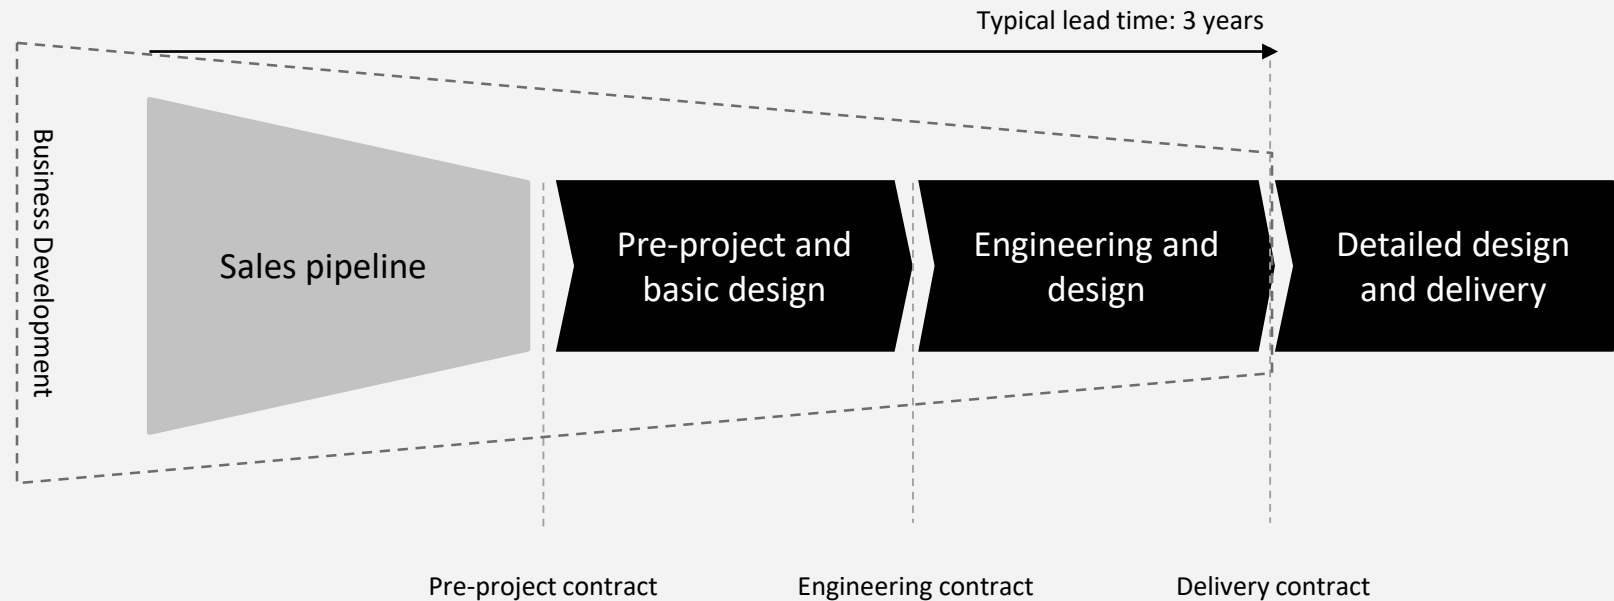 Typical lead time: 3 years
Business Development
Sales pipeline
Pre-project and
basic design
Engineering and
design
Detailed design
and delivery
Pre-project contract
Engineering contract
Delivery contract